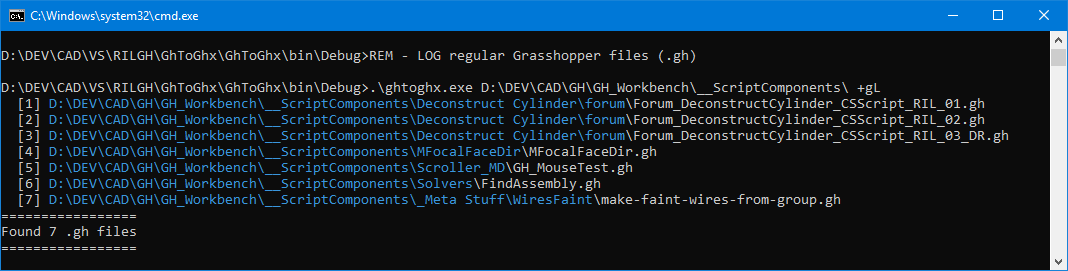 C:\Windows\system32\cmd.exe
D:\DEV\CAD\VS\RILGH\GhToGhx\GhToGhx\bin\Debug>REM - LOG regular Grasshopper files (.gh)
D:\DEV\CAD\VS\RILGH\GhToGhx\GhToGhx\bin\Debug>.\ghtoghx.exe D:\DEV\CAD\GH\GH_Workbench\__ScriptComponents\ +gL
[1] D:\DEV\CAD\GH\GH_Workbench\__ScriptComponents\Deconstruct Cylinder\forum\Forum_DeconstructCylinder_CSScript_RIL_01.gh
[2] D:\DEV\CAD\GH\GH_Workbench\__ScriptComponents\Deconstruct Cylinder\forum\Forum_DeconstructCylinder_CSScript_RIL_02.gh
[3] D:\DEV\CAD\GH\GH_Workbench\__ScriptComponents\Deconstruct Cylinder\forum\Forum_DeconstructCylinder_CSScript_RIL_03_DR.gh
[4] D:\DEV\CAD\GH\GH_Workbench\__ScriptComponents\MFocalFaceDir\MFocalFaceDir.gh
[5] D:\DEV\CAD\GH\GH_Workbench\__ScriptComponents\Scroller_MD\GH_MouseTest.gh
[6] D:\DEV\CAD\GH\GH_Workbench\__ScriptComponents\Solvers\FindAssembly.gh
[7] D:\DEV\CAD\GH\GH_Workbench\__ScriptComponents\_Meta Stuff\WiresFaint\make-faint-wires-from-group.gh
=================
Found 7 .gh files
=================